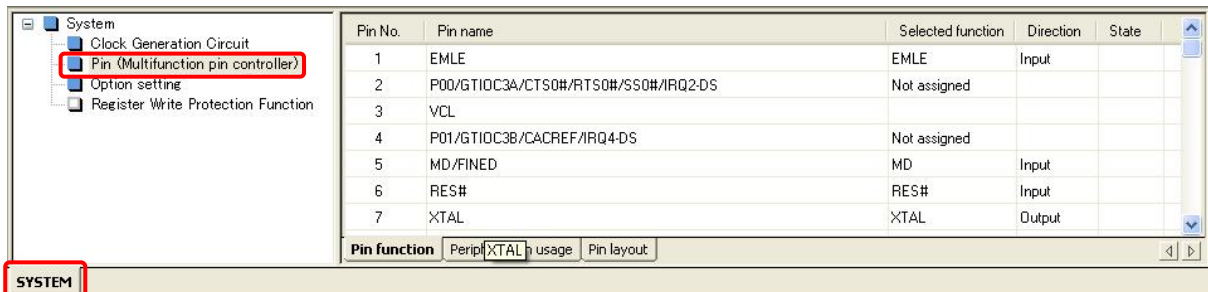 System
Clock Generation Circuit
Pin (Multifunction pin controller)
Option setting
Register Write Protection Function
Pin No. Pin name Selected function Direction State
1 EMLE EMLE Input
2 P00/GTIOC3A/CTS0#/RTS0#/SS0#/IRQ2-DS Not assigned
3 VCL
4 P01/GTIOC3B/CACREF/IRQ4-DS Not assigned
5 MD/FINED MD Input
6 RES# RES# Input
7 XTAL XTAL Output
Pin function Periph XTAL n usage Pin layout
SYSTEM